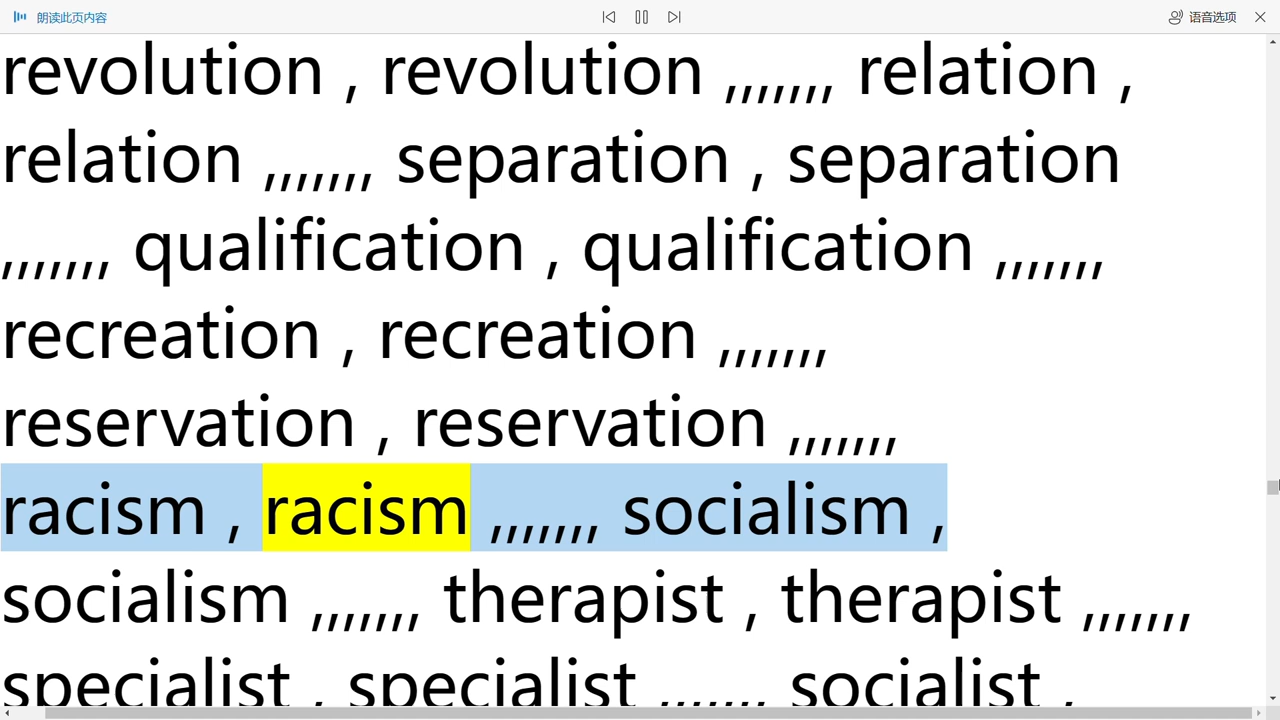 朗读此页内容 语音选项
revolution , revolution ,,,,,,, relation ,
relation ,,,,,,, separation , separation
,,,,,,, qualification , qualification ,,,,,,,
recreation , recreation ,,,,,,,
reservation , reservation ,,,,,,,
racism , racism ,,,,,,, socialism ,
socialism ,,,,,,, therapist , therapist ,,,,,,,
specialist , specialist ,,,,,,, socialist ,